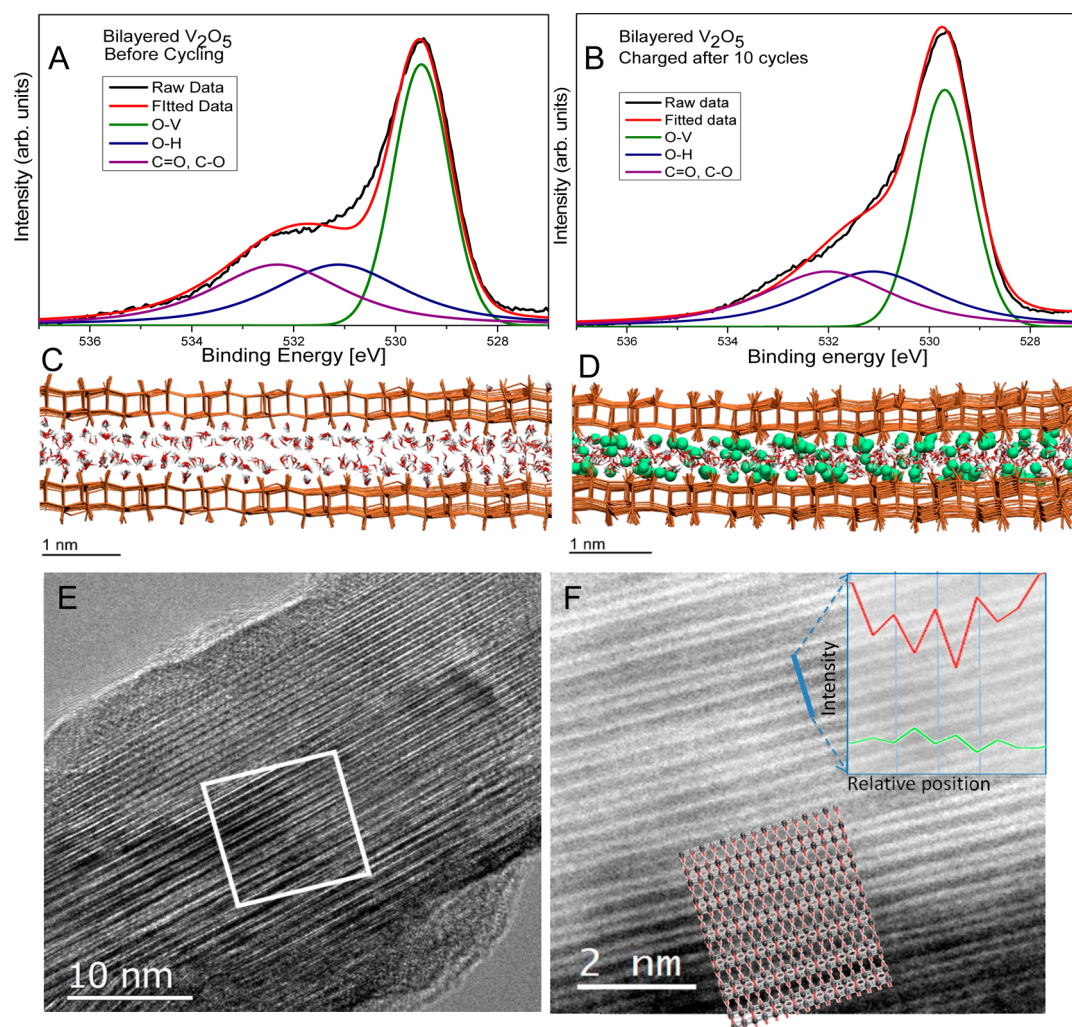 A
Bilayered V₂O₅
Before Cycling
Raw Data
FItted Data
O-V
O-H
C=O, C-O
Intensity (arb. units)
536
534
532
530
528
Binding Energy [eV]
B
Bilayered V₂O₅
Charged after 10 cycles
Raw data
Fitted data
O-V
O-H
C=O, C-O
Intensity (arb. units)
536
534
532
530
528
Binding energy [eV]
C
1 nm
D
1 nm
E
10 nm
F
Intensity
Relative position
2 nm